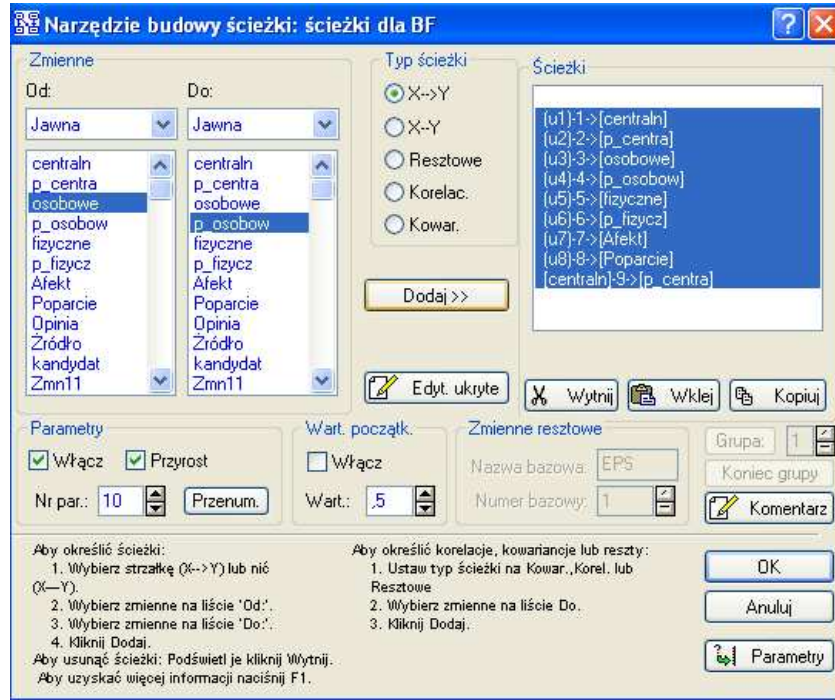 Narzędzie budowy ścieżki: ścieżki dla BF
Zmienne
Od:
Do:
Jawna
Jawna
centraln
p_centra
osobowe
p_osobow
fizyczne
p_fizycz
Afekt
Poparcie
Opinia
Źródło
kandydat
Zmn11
centraln
p_centra
osobowe
p_osobow
fizyczne
p_fizycz
Afekt
Poparcie
Opinia
Źródło
kandydat
Zmn11
Typ ścieżki
X-->Y
X--Y
Resztowe
Korelac.
Kowar.
Dodaj >>
Edyt. ukryte
Ścieżki
(u1)-1->[centraln]
(u2)-2->[p_centra]
(u3)-3->[osobowe]
(u4)-4->[p_osobow]
(u5)-5->[fizyczne]
(u6)-6->[p_fizycz]
(u7)-7->[Afekt]
(u8)-8->[Poparcie]
[centraln]-9->[p_centra]
Wytnij
Wklej
Kopiuj
Parametry
Włącz
Przyrost
Nr par.: 10
Przenum.
Wart. początk.
Włącz
Wart.: ,5
Zmienne resztowe
Nazwa bazowa: EPS
Numer bazowy: 1
Grupa: 1
Koniec grupy
Komentarz
Aby określić ścieżki:
1. Wybierz strzałkę (X-->Y) lub nić
(X—Y).
2. Wybierz zmienne na liście 'Od:'.
3. Wybierz zmienne na liście 'Do:'.
4. Kliknij Dodaj.
Aby usunąć ścieżki: Podświetl je kliknij Wytnij.
Aby uzyskać więcej informacji naciśnij F1.
Aby określić korelacje, kowariancje lub reszty:
1. Ustaw typ ścieżki na Kowar.,Korel. lub
Resztowe
2. Wybierz zmienne na liście Do.
3. Kliknij Dodaj.
OK
Anuluj
Parametry